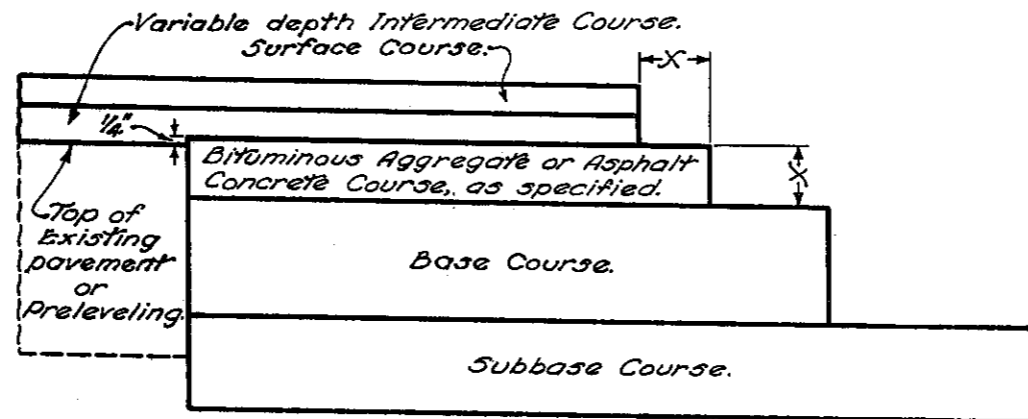 Variable depth Intermediate Course.
Surface Course.
X
1/4"
Bituminous Aggregate or Asphalt
Concrete Course, as specified.
X
Top of
Existing
pavement
or
Preleveling.
Base Course.
Subbase Course.